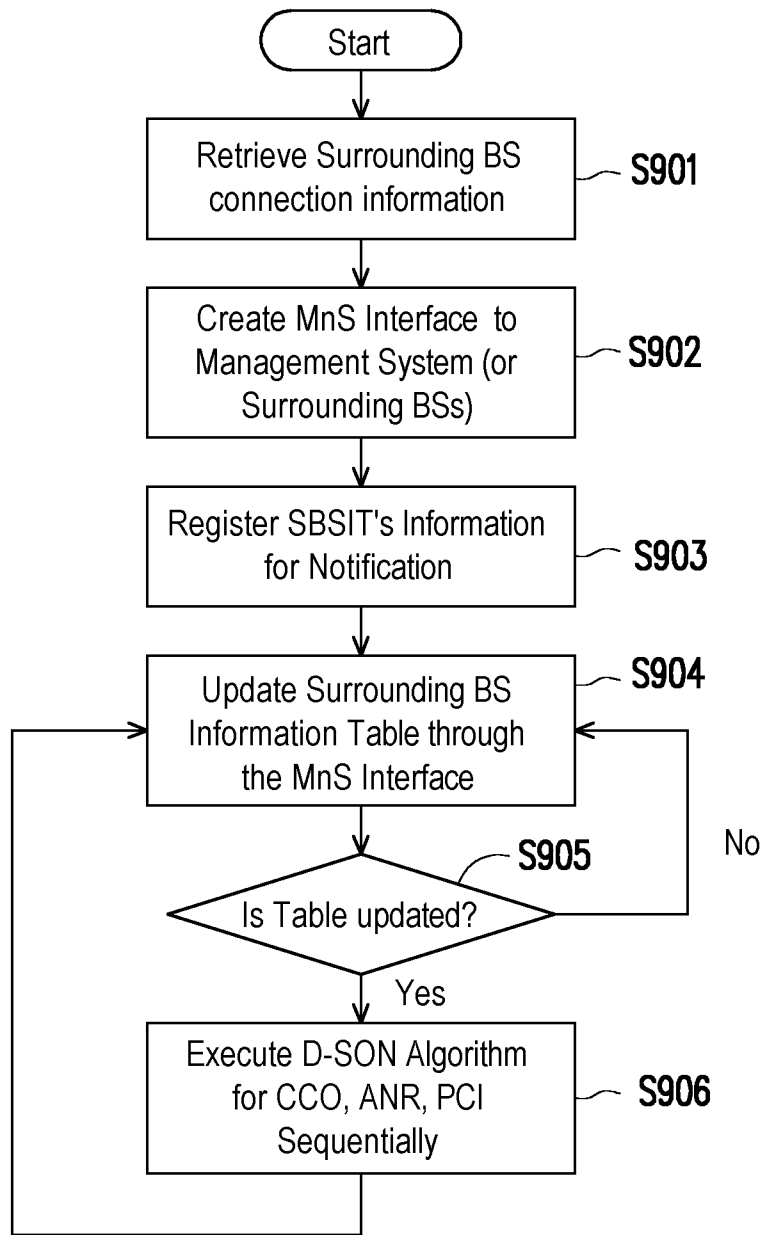 Start
Retrieve Surrounding BS
connection information
S901
Create MnS Interface to
Management System (or
Surrounding BSs)
S902
Register SBSIT's Information
for Notification
S903
Update Surrounding BS
Information Table through
the MnS Interface
S904
Is Table updated?
S905
No
Yes
Execute D-SON Algorithm
for CCO, ANR, PCI
Sequentially
S906